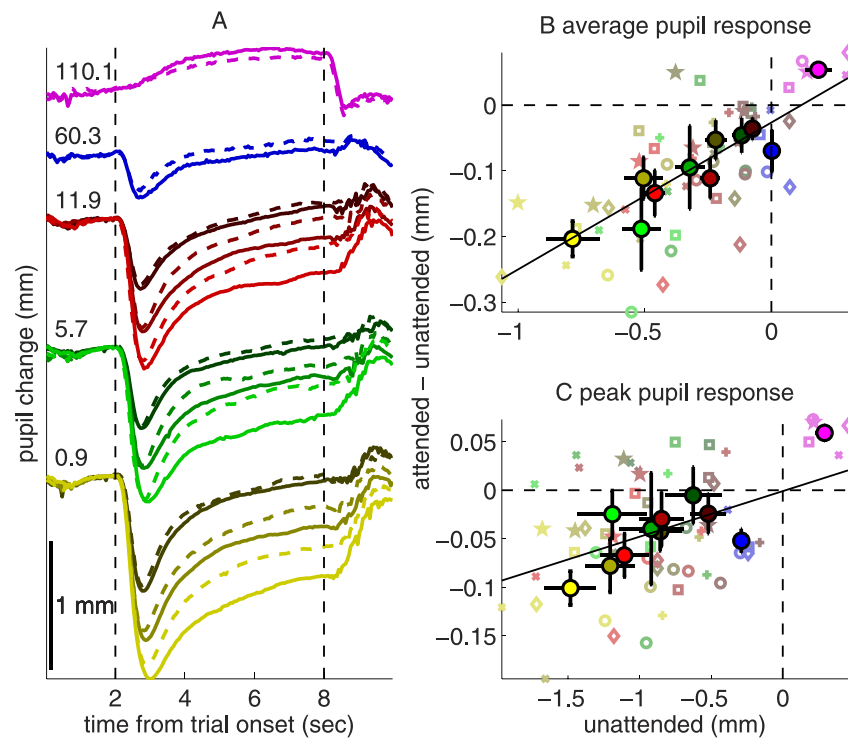 A
110.1
60.3
11.9
5.7
0.9
1 mm
pupil change (mm)
2 4 6 8
time from trial onset (sec)
B average pupil response
0
−0.1
−0.2
−0.3
−1 −0.5 0
attended − unattended (mm)
C peak pupil response
0.05
0
−0.05
−0.1
−0.15
−1.5 −1 −0.5 0
unattended (mm)